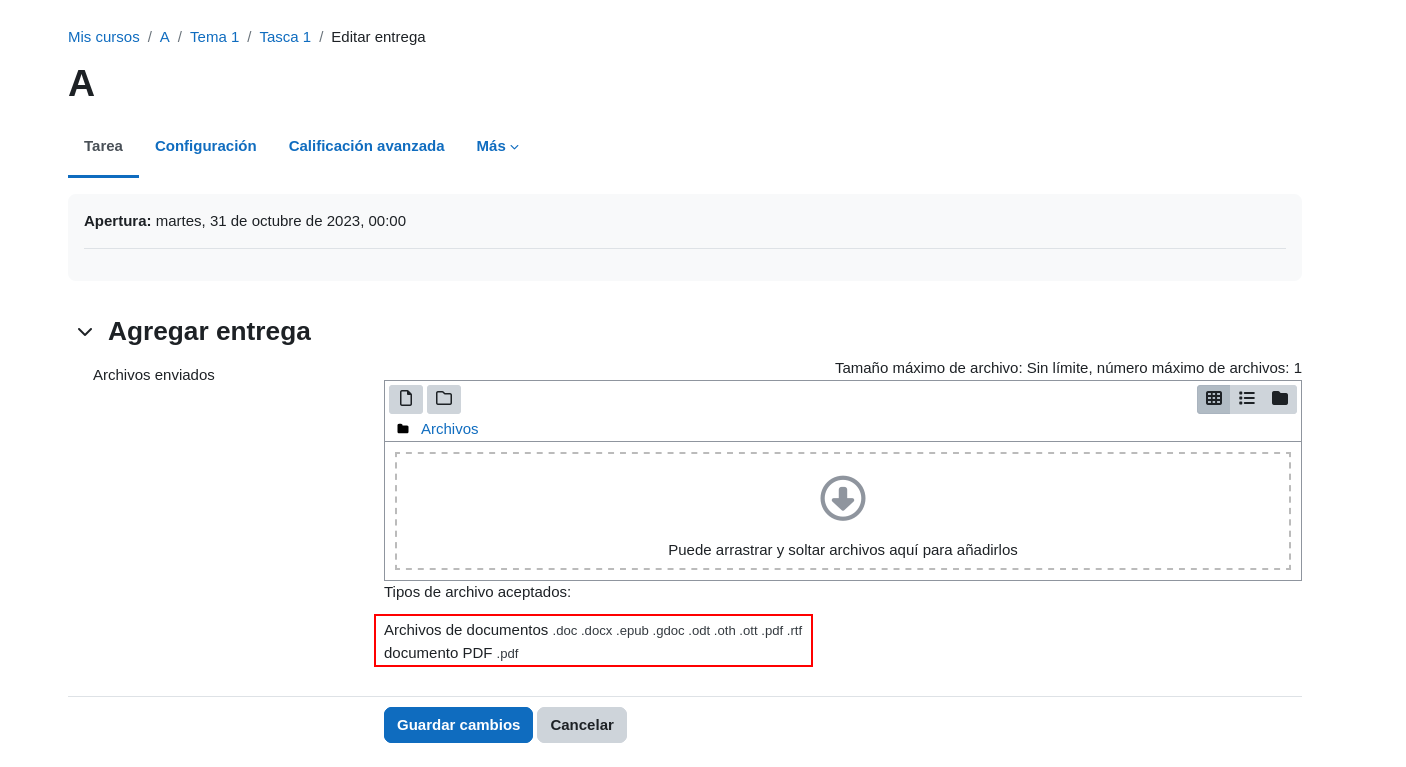 Mis cursos / A / Tema 1 / Tasca 1 / Editar entrega
A
Tarea Configuración Calificación avanzada Más
Apertura: martes, 31 de octubre de 2023, 00:00
Agregar entrega
Archivos enviados
Tamaño máximo de archivo: Sin límite, número máximo de archivos: 1
Archivos
Puede arrastrar y soltar archivos aquí para añadirlos
Tipos de archivo aceptados:
Archivos de documentos .doc .docx .epub .gdoc .odt .oth .ott .pdf .rtf
documento PDF .pdf
Guardar cambios Cancelar